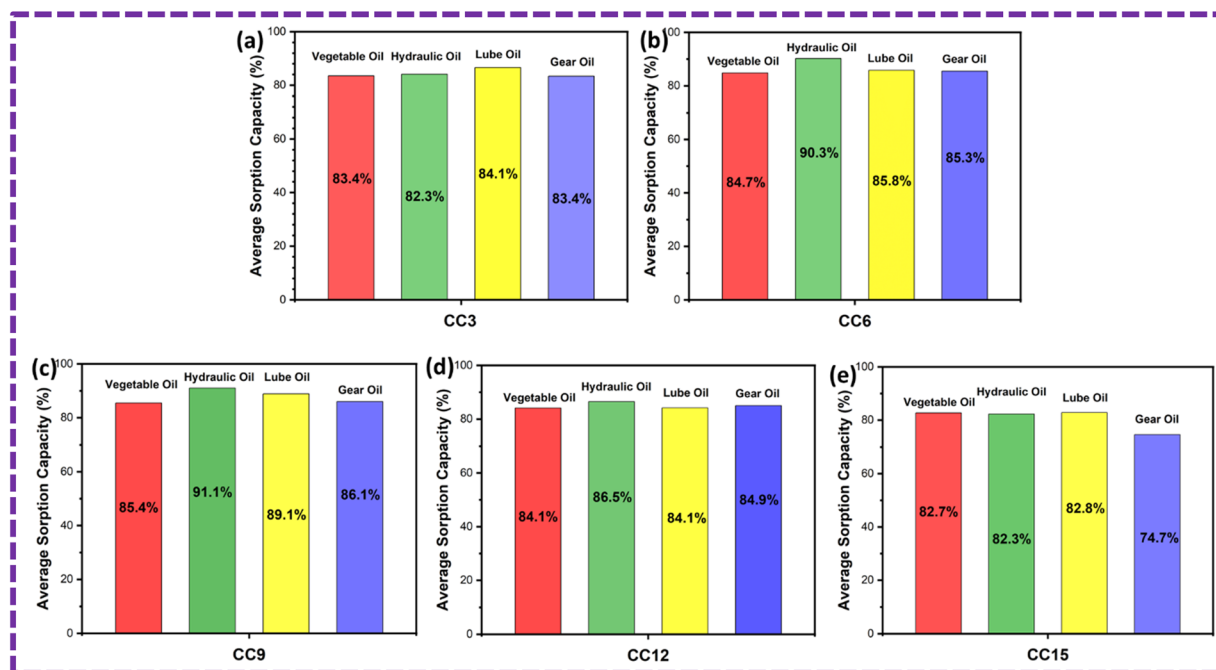 (a)
Average Sorption Capacity (%)
100
80
60
40
20
0
Vegetable Oil
Hydraulic Oil
Lube Oil
Gear Oil
83.4%
82.3%
84.1%
83.4%
CC3
(b)
Average Sorption Capacity (%)
100
80
60
40
20
0
Vegetable Oil
Hydraulic Oil
Lube Oil
Gear Oil
84.7%
90.3%
85.8%
85.3%
CC6
(c)
Average Sorption Capacity (%)
100
80
60
40
20
0
Vegetable Oil
Hydraulic Oil
Lube Oil
Gear Oil
85.4%
91.1%
89.1%
86.1%
CC9
(d)
Average Sorption Capacity (%)
100
80
60
40
20
0
Vegetable Oil
Hydraulic Oil
Lube Oil
Gear Oil
84.1%
86.5%
84.1%
84.9%
CC12
(e)
Average Sorption Capacity (%)
100
80
60
40
20
0
Vegetable Oil
Hydraulic Oil
Lube Oil
Gear Oil
82.7%
82.3%
82.8%
74.7%
CC15